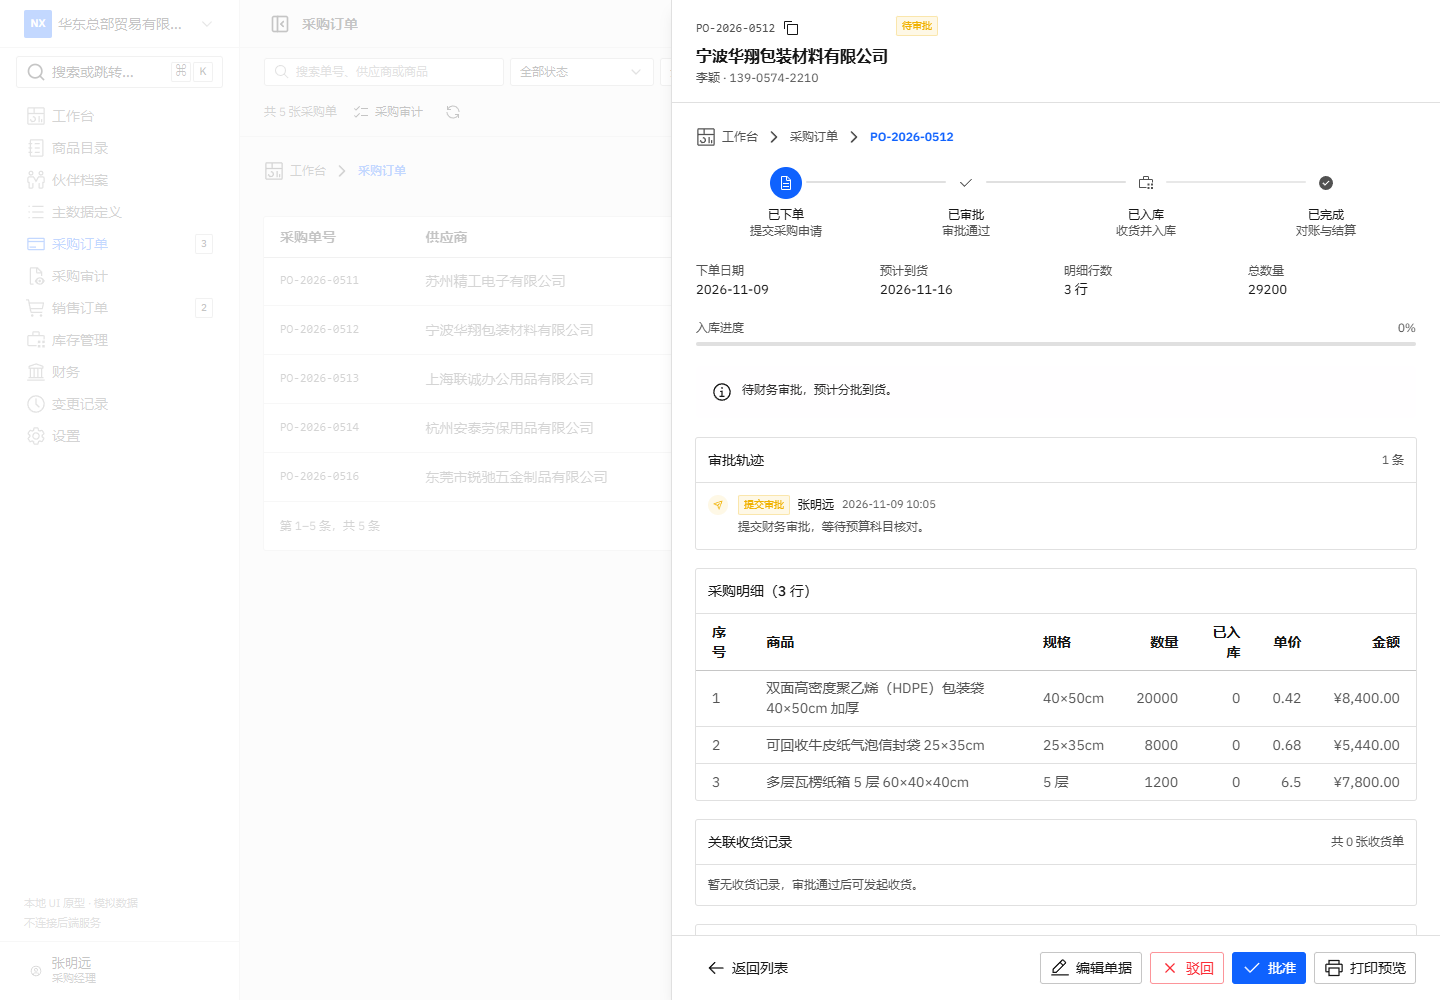 NX 华东总部贸易有限...
搜索或跳转... ⌘ K
工作台
商品目录
伙伴档案
主数据定义
采购订单 3
采购审计
销售订单 2
库存管理
财务
变更记录
设置
本地 UI 原型 · 模拟数据
不连接后端服务
张明远
采购经理
采购订单
搜索单号、供应商或商品 全部状态
共 5 张采购单 采购审计
工作台 采购订单
采购单号 供应商
PO-2026-0511 苏州精工电子有限公司
PO-2026-0512 宁波华翔包装材料有限公司
PO-2026-0513 上海联诚办公用品有限公司
PO-2026-0514 杭州安泰劳保用品有限公司
PO-2026-0516 东莞市锐驰五金制品有限公司
第 1–5 条，共 5 条
PO-2026-0512 待审批
宁波华翔包装材料有限公司
李颖 · 139-0574-2210
工作台 采购订单 PO-2026-0512
已下单 已审批 已入库 已完成
提交采购申请 审批通过 收货并入库 对账与结算
下单日期 预计到货 明细行数 总数量
2026-11-09 2026-11-16 3 行 29200
入库进度 0%
待财务审批，预计分批到货。
审批轨迹 1 条
提交审批 张明远 2026-11-09 10:05
提交财务审批，等待预算科目核对。
采购明细（3 行）
序号 商品 规格 数量 已入库 单价 金额
1 双面高密度聚乙烯（HDPE）包装袋 40×50cm 加厚 40×50cm 20000 0 0.42 ¥8,400.00
2 可回收牛皮纸气泡信封袋 25×35cm 25×35cm 8000 0 0.68 ¥5,440.00
3 多层瓦楞纸箱 5 层 60×40×40cm 5 层 1200 0 6.5 ¥7,800.00
关联收货记录 共 0 张收货单
暂无收货记录，审批通过后可发起收货。
返回列表 编辑单据 驳回 批准 打印预览